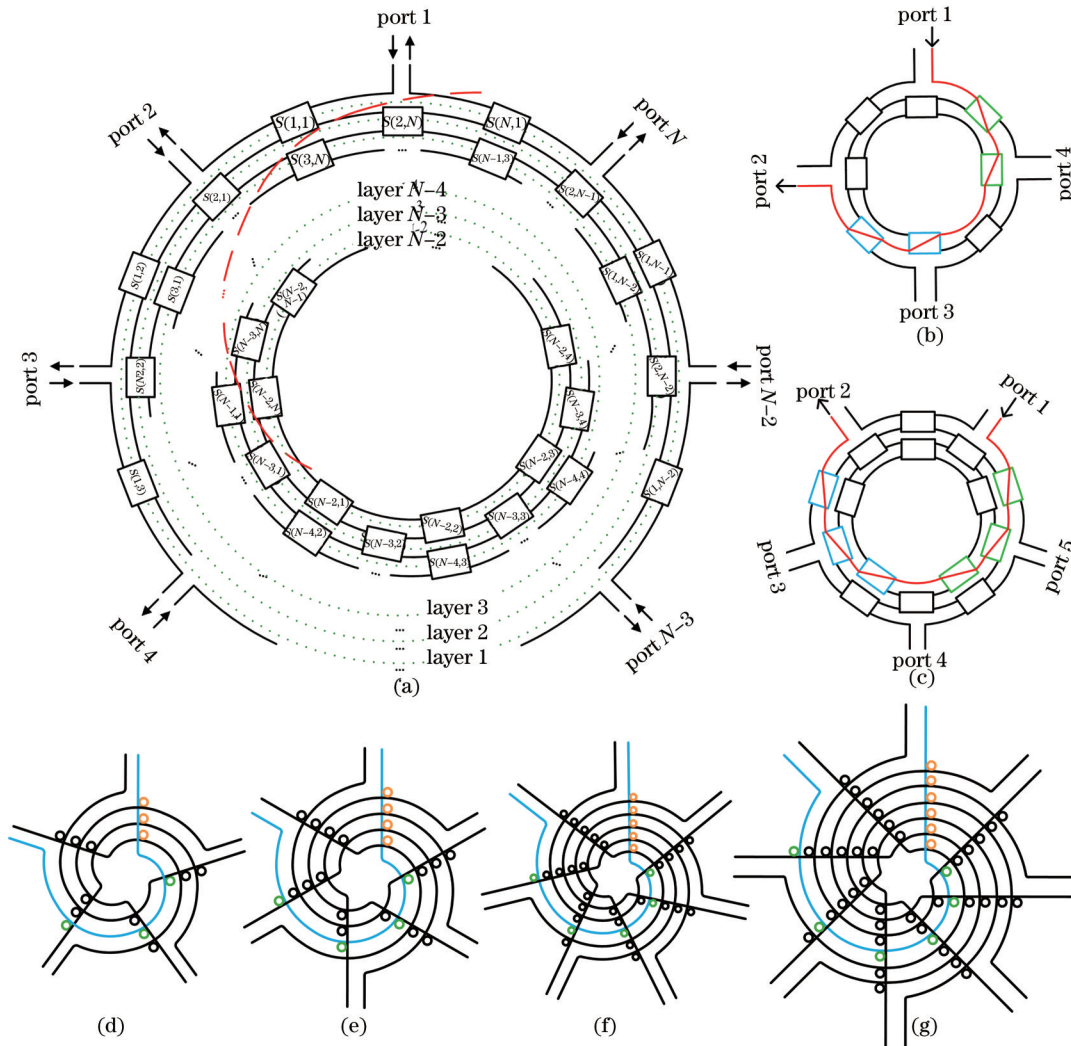 port 1
port 2
port N
S(1,1)
S(2,N)
S(N,1)
S(3,N)
S(N−1,3)
S(2,1)
S(2,N−1)
...
layer N−4
layer N−3
layer N−2
S(1,2)
S(3,1)
S(1,N−1)
S(1,N−2)
S(N−2,
N−1)
S(N−3,N)
S(N−2,4)
port 3
S(N2,2)
S(2,N−2)
port N−2
S(N−2,N)
S(N−3,4)
S(1,3)
S(N−3,1)
S(N−2,3)
S(N−4,4)
S(1,N−2)
S(N−2,1)
S(N−4,2)
S(N−2,2)
S(N−3,3)
S(N−3,2)
S(N−4,3)
layer 3
layer 2
layer 1
port 4
port N−3
(a)
port 1
port 2
port 4
port 3
(b)
port 2
port 1
port 3
port 5
port 4
(c)
(d)
(e)
(f)
(g)